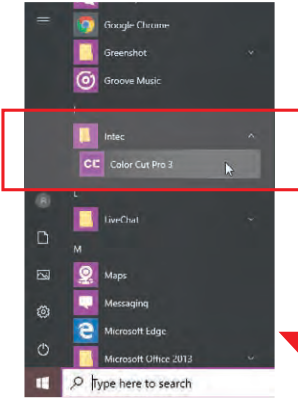 Google Chrome
Greenshot
Groove Music
I
Intec
CC Color Cut Pro 3
L
LiveChat
M
Maps
Messaging
Microsoft Edge
Microsoft Office 2013
Type here to search